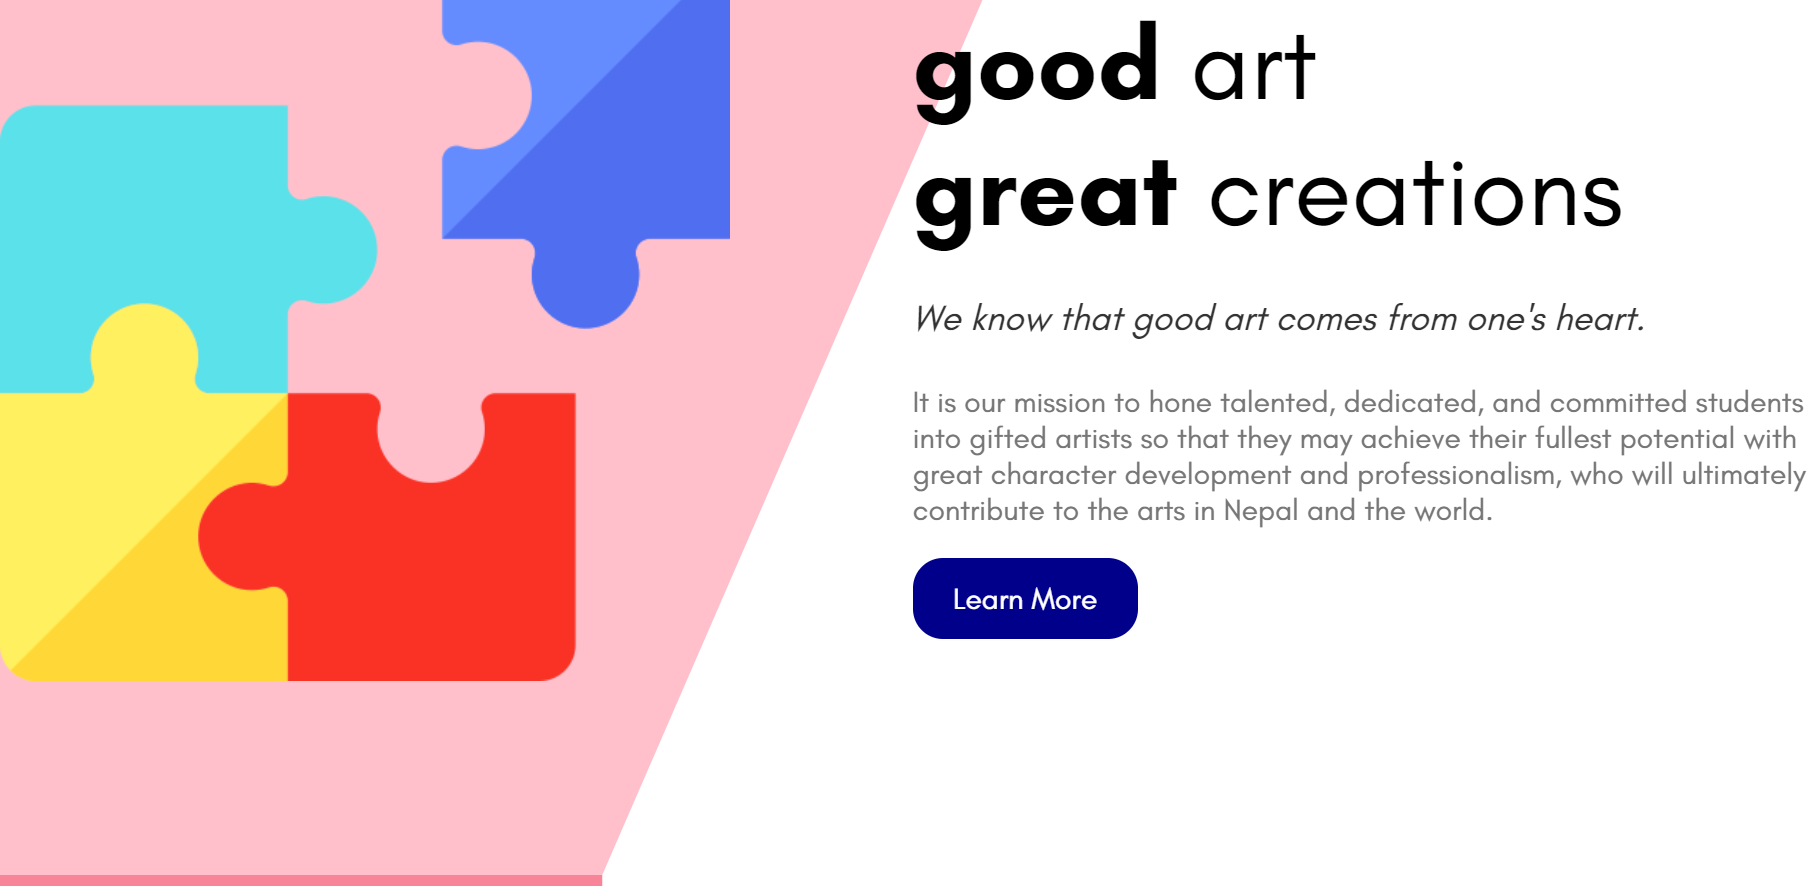 good art
great creations
We know that good art comes from one's heart.
It is our mission to hone talented, dedicated, and committed students
into gifted artists so that they may achieve their fullest potential with
great character development and professionalism, who will ultimately
contribute to the arts in Nepal and the world.
Learn More